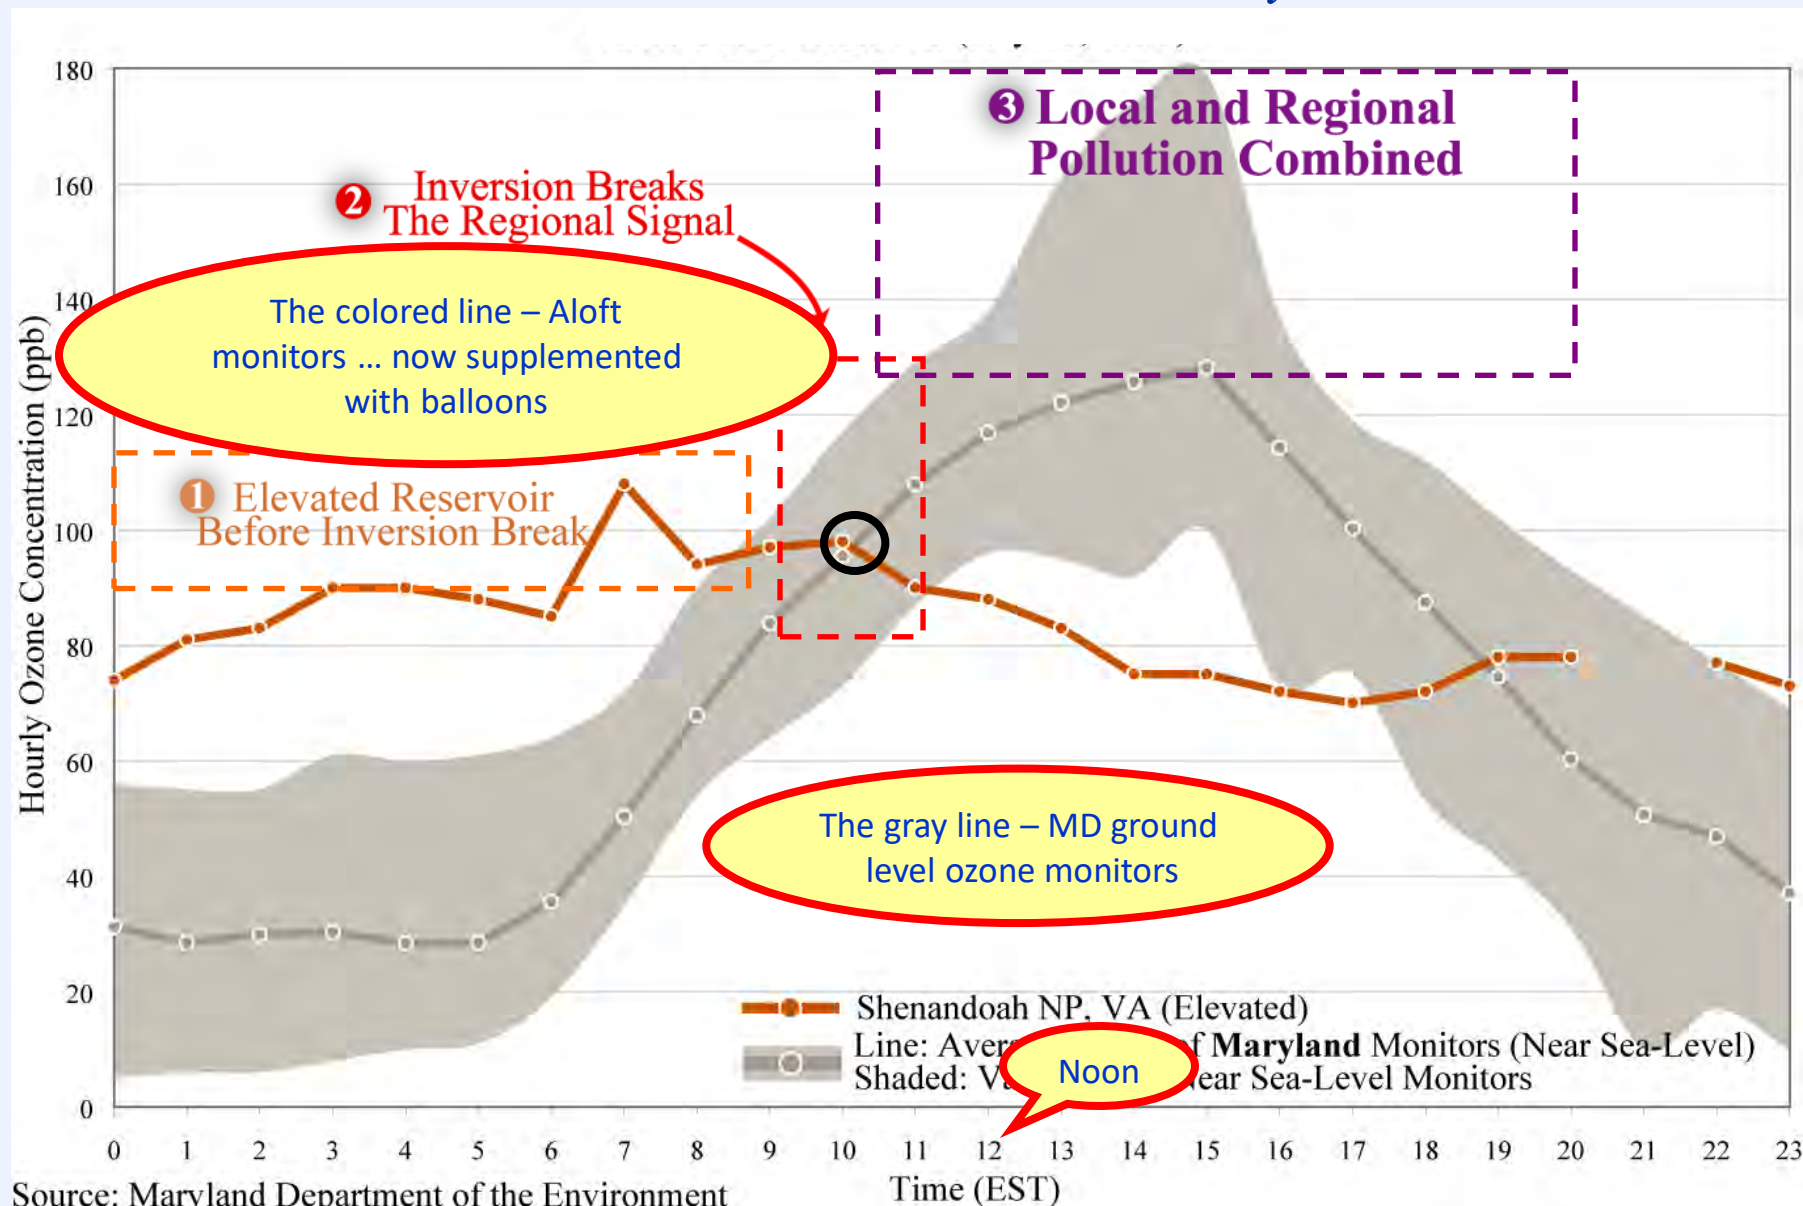 180
160
140
120
100
80
60
40
20
0
Hourly Ozone Concentration (ppb)
❸ Local and Regional
Pollution Combined
❷ Inversion Breaks
The Regional Signal
The colored line – Aloft
monitors ... now supplemented
with balloons
❶ Elevated Reservoir
Before Inversion Break
The gray line – MD ground
level ozone monitors
Shenandoah NP, VA (Elevated)
Line: of Maryland Monitors (Near Sea-Level)
Shaded: Near Sea-Level Monitors
Noon
0 1 2 3 4 5 6 7 8 9 10 11 12 13 14 15 16 17 18 19 20 21 22 23
Time (EST)
Source: Maryland Department of the Environment